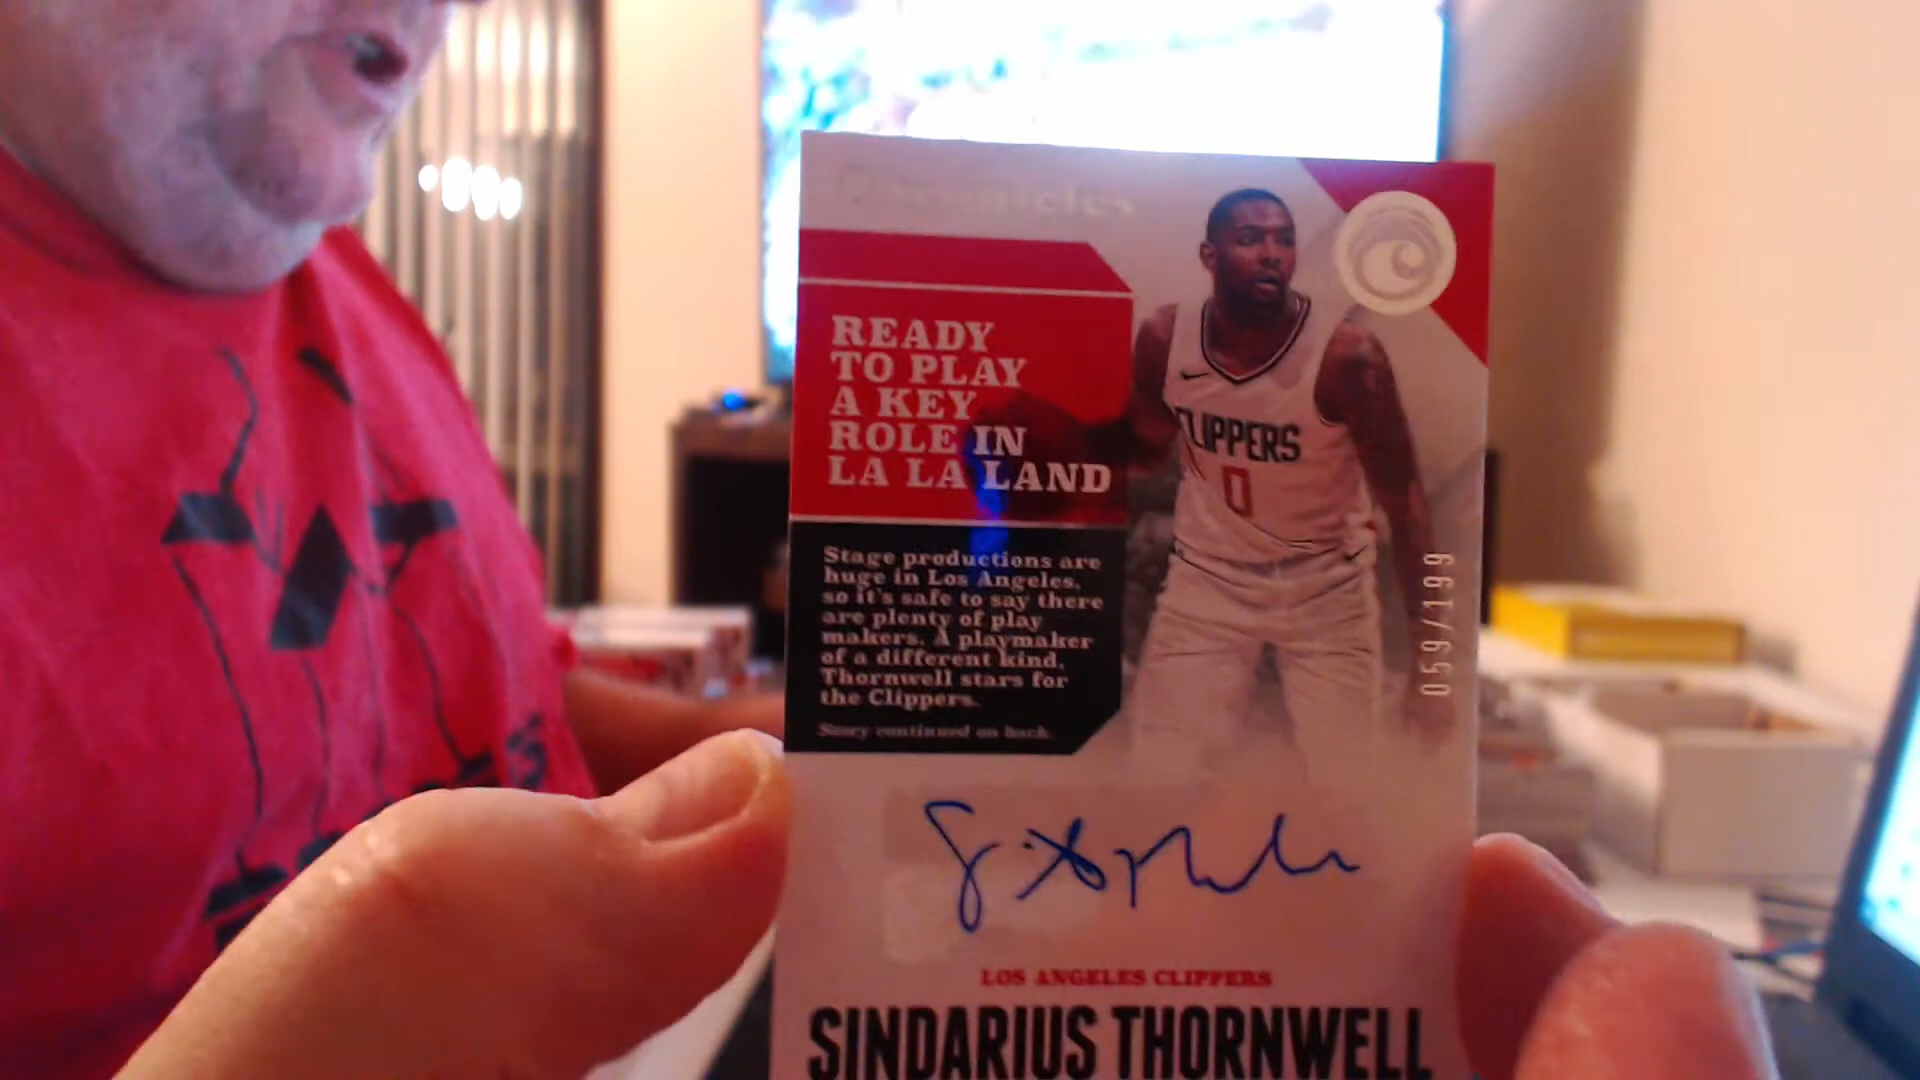 Chronicles
READY
TO PLAY
A KEY
ROLE IN
LA LA LAND
Stage productions are
huge in Los Angeles,
so it's safe to say there
are plenty of play
makers. A playmaker
of a different kind,
Thornwell stars for
the Clippers.
Story continued on back.
CLIPPERS
0
059/199
LOS ANGELES CLIPPERS
SINDARIUS THORNWELL